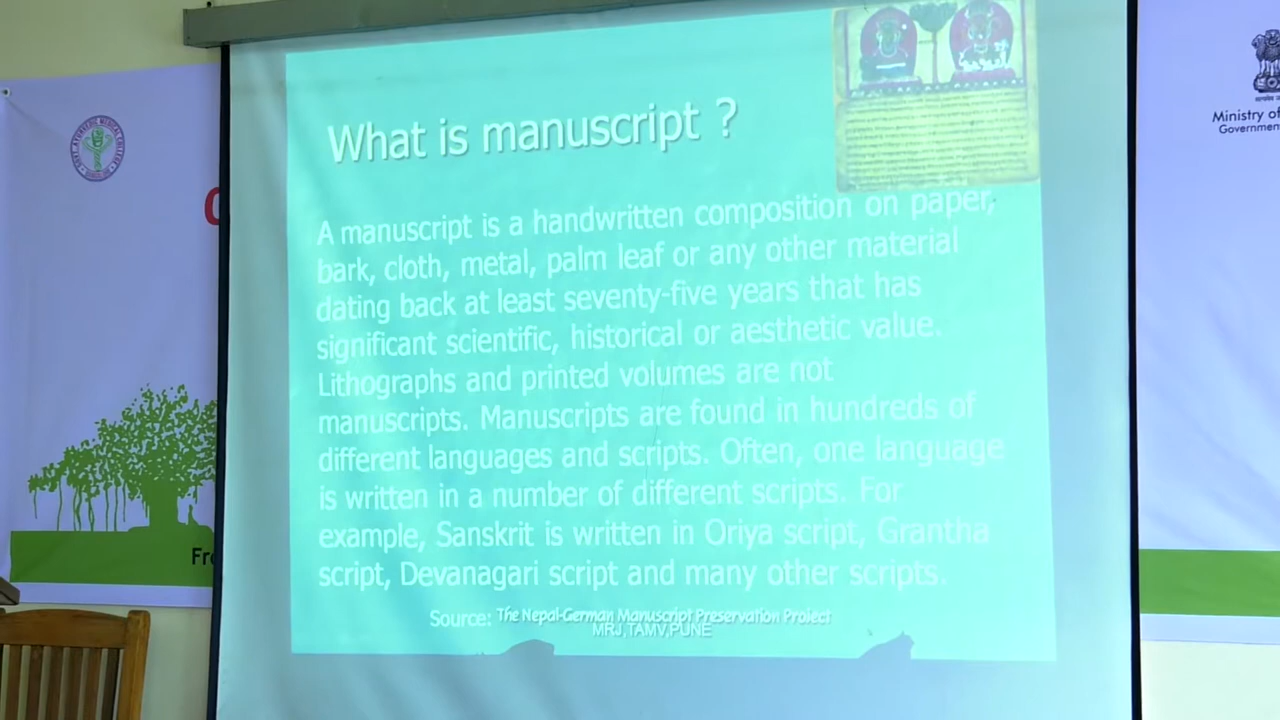 What is manuscript ?
A manuscript is a handwritten composition on paper,
bark, cloth, metal, palm leaf or any other material
dating back at least seventy-five years that has
significant scientific, historical or aesthetic value.
Lithographs and printed volumes are not
manuscripts. Manuscripts are found in hundreds of
different languages and scripts. Often, one language
is written in a number of different scripts. For
example, Sanskrit is written in Oriya script, Grantha
script, Devanagari script and many other scripts.
Source: The Nepal-German Manuscript Preservation Project
MRJ,TAMV,PUNE
Ministry of
Government